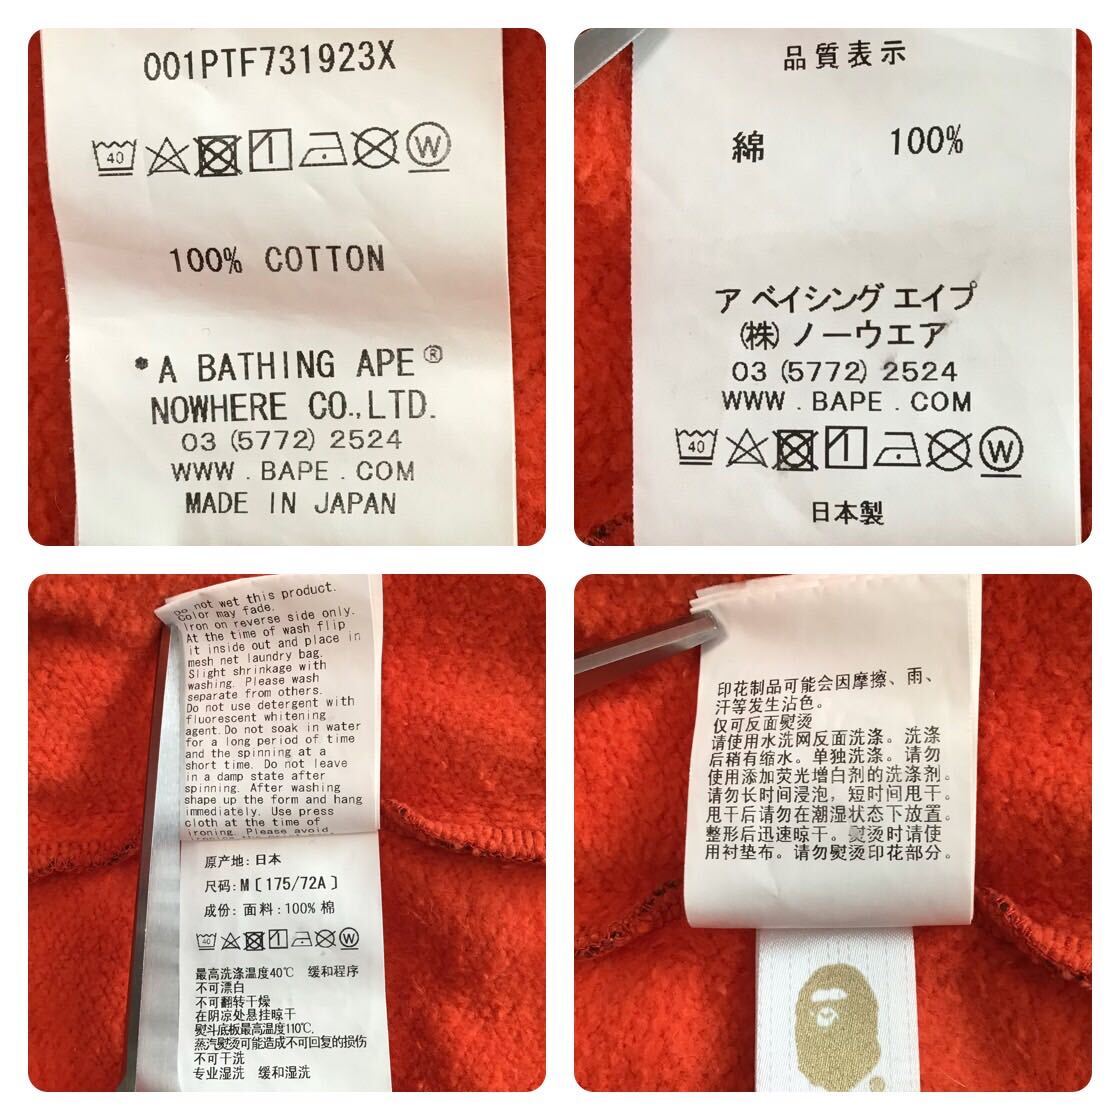 001PTF731923X
40
W
100% COTTON
*A BATHING APE®
NOWHERE CO.,LTD.
03 (5772) 2524
WWW.BAPE.COM
MADE IN JAPAN
品質表示
綿 100%
ア ベイシング エイプ
(株) ノーウエア
03 (5772) 2524
WWW.BAPE.COM
40
W
日本製
Do not wet this product.
Color may fade.
Iron on reverse side only.
At the time of wash flip
it inside out and place in
mesh net laundry bag.
Slight shrinkage with
washing. Please wash
separate from others.
Do not use detergent with
fluorescent whitening
agent.Do not soak in water
for a long period of time
and the spinning at a
short time. Do not leave
in a damp state after
spinning. After washing
shape up the form and hang
immediately. Use press
cloth at the time of
ironing. Please avoid
原产地: 日本
尺码: M〔175/72A〕
成份: 面料: 100% 棉
40
W
最高洗涤温度40℃ 缓和程序
不可漂白
不可翻转干燥
在阴凉处悬挂晾干
熨斗底板最高温度110℃,
蒸汽熨烫可能造成不可回复的损伤
不可干洗
专业湿洗 缓和湿洗
印花制品可能会因摩擦、雨、
汗等发生沾色。
仅可反面熨烫
请使用水洗网反面洗涤。洗涤
后稍有缩水。单独洗涤。请勿
使用添加荧光增白剂的洗涤剂。
请勿长时间浸泡，短时间甩干。
甩干后请勿在潮湿状态下放置。
整形后迅速晾干。熨烫时请使
用衬垫布。请勿熨烫印花部分。